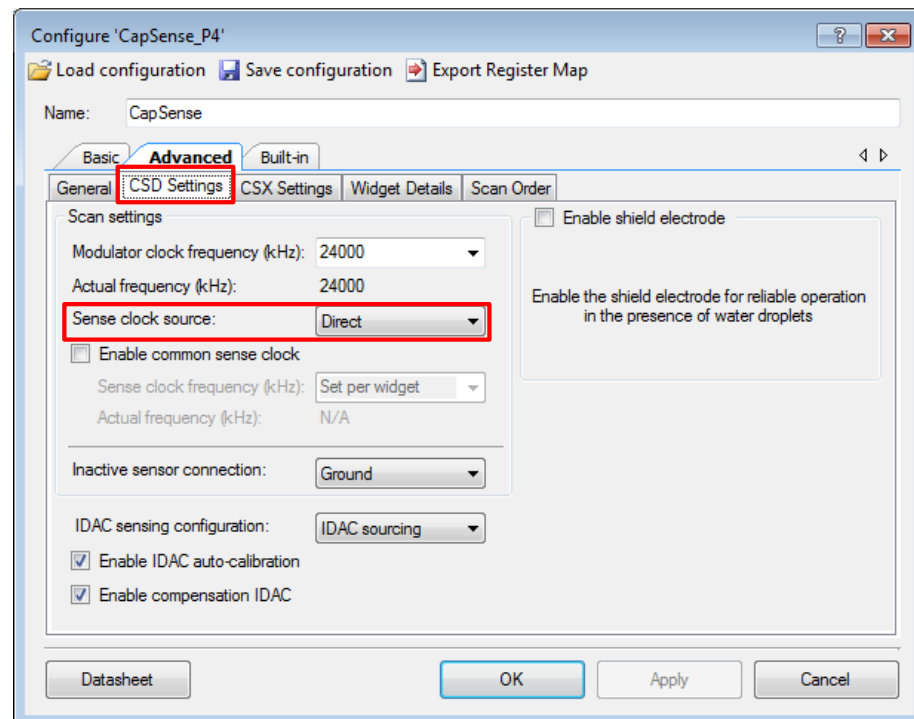 Configure 'CapSense_P4'
Load configuration Save configuration Export Register Map
Name: CapSense
Basic Advanced Built-in
General CSD Settings CSX Settings Widget Details Scan Order
Scan settings
Modulator clock frequency (kHz): 24000
Actual frequency (kHz): 24000
Sense clock source: Direct
Enable common sense clock
Sense clock frequency (kHz): Set per widget
Actual frequency (kHz): N/A
Inactive sensor connection: Ground
IDAC sensing configuration: IDAC sourcing
Enable IDAC auto-calibration
Enable compensation IDAC
Enable shield electrode
Enable the shield electrode for reliable operation
in the presence of water droplets
Datasheet OK Apply Cancel